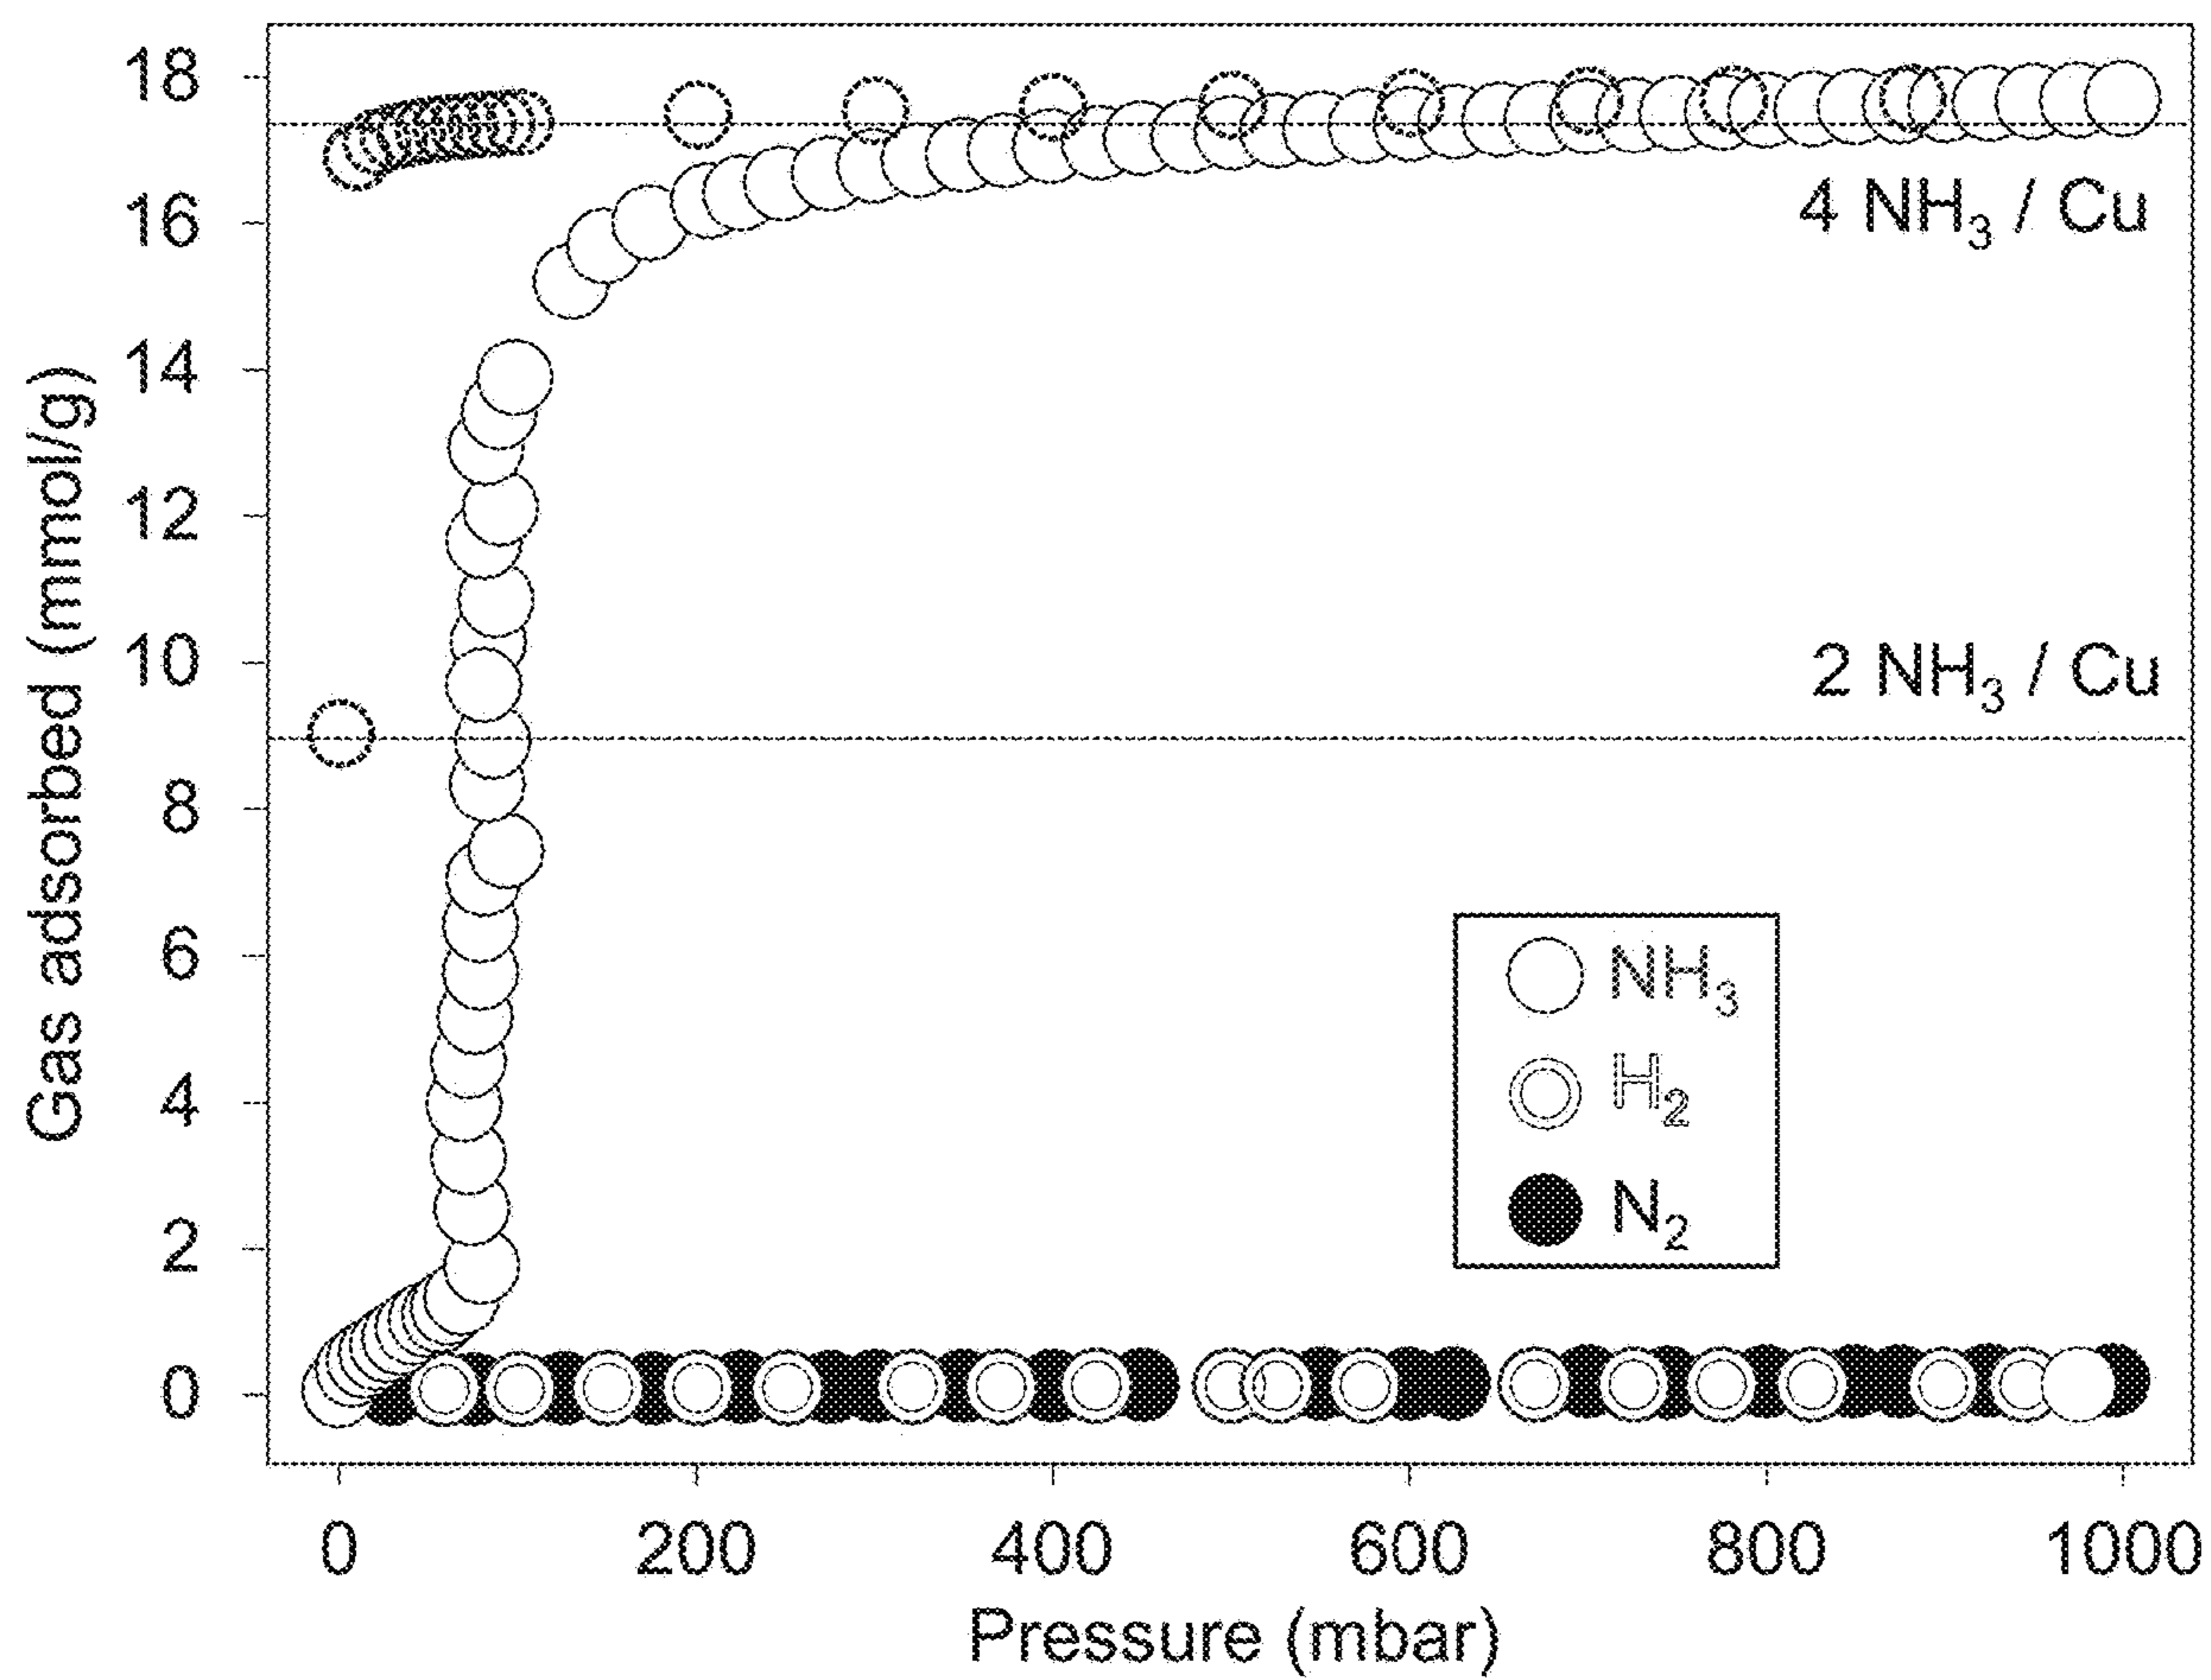 Gas adsorbed (mmol/g)
18
16
14
12
10
8
6
4
2
0
4 NH₃ / Cu
2 NH₃ / Cu
NH₃
H₂
N₂
0 200 400 600 800 1000
Pressure (mbar)